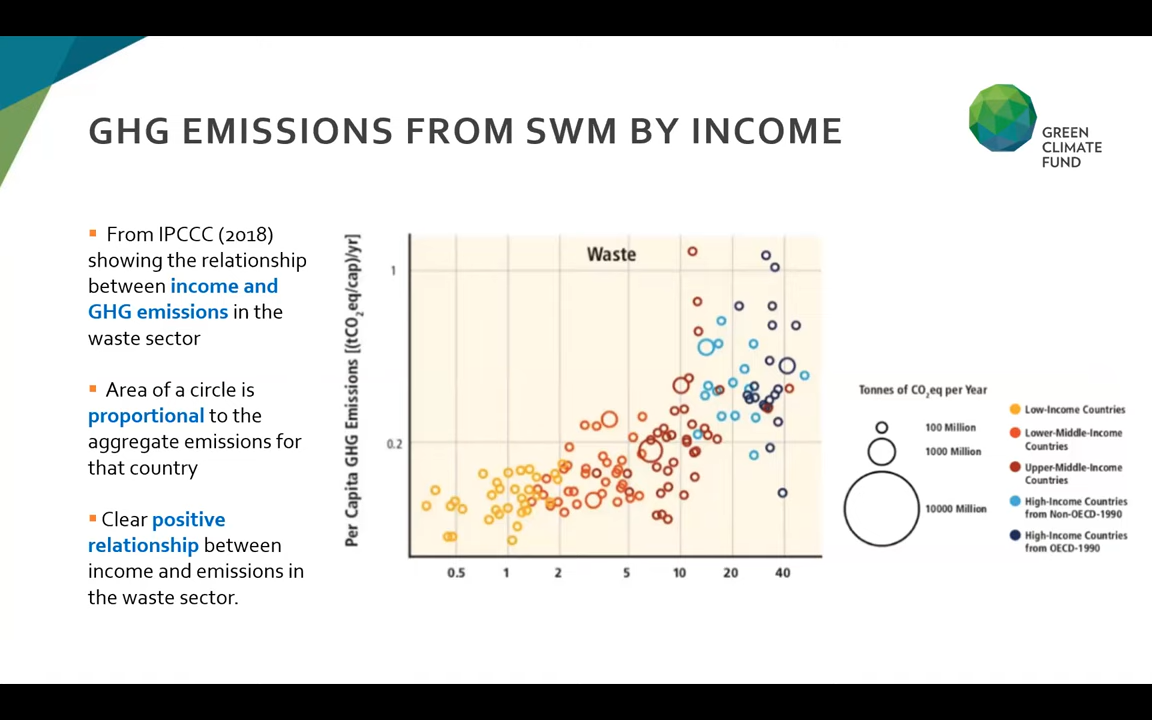 GHG EMISSIONS FROM SWM BY INCOME
GREEN
CLIMATE
FUND
From IPCCC (2018)
showing the relationship
between income and
GHG emissions in the
waste sector
Area of a circle is
proportional to the
aggregate emissions for
that country
Clear positive
relationship between
income and emissions in
the waste sector.
Per Capita GHG Emissions [(tCO2eq/cap)/yr]
Waste
1
0.2
0.5 1 2 5 10 20 40
Tonnes of CO2eq per Year
100 Million
1000 Million
10000 Million
Low-Income Countries
Lower-Middle-Income
Countries
Upper-Middle-Income
Countries
High-Income Countries
from Non-OECD-1990
High-Income Countries
from OECD-1990